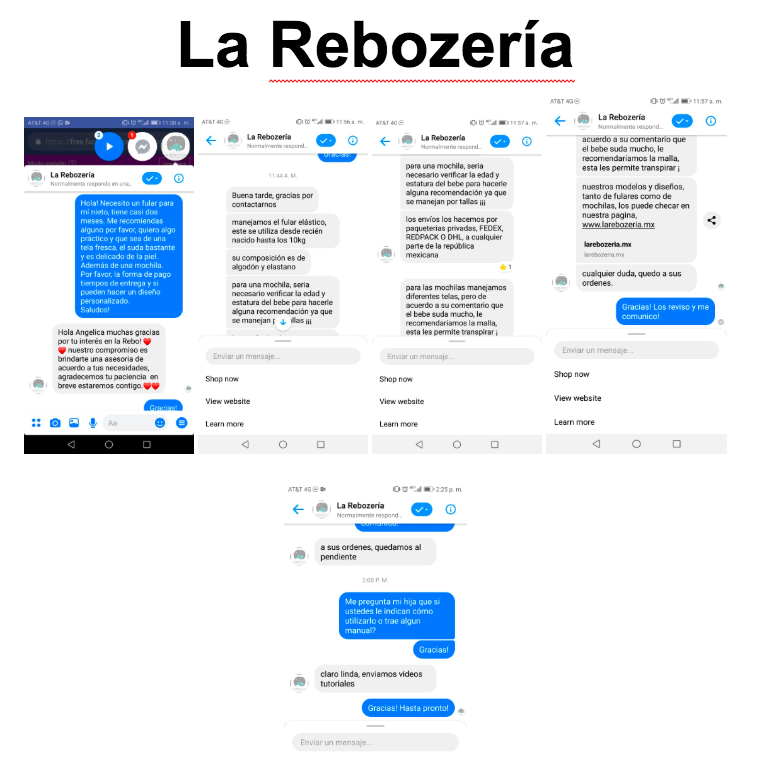 La Rebozería
AT&T 4G 11:30 a. m.
2
1
https://free.fac
La Rebozería
Normalmente responde en una...
Hola! Necesito un fular para
mi nieto, tiene casi dos
meses. Me recomiendas
alguno por favor, quiero algo
práctico y que sea de una
tela fresca, el suda bastante
y es delicado de la piel.
Además de una mochila.
Por favor, la forma de pago
tiempos de entrega y si
pueden hacer un diseño
personalizado.
Saludos!
Hola Angelica muchas gracias
por tu interés en la Rebo! ❤
❤ nuestro compromiso es
brindarte una asesoria de
acuerdo a tus necesidades,
agradecemos tu paciencia en
breve estaremos contigo.❤❤
Gracias!
Aa
AT&T 4G 11:56 a. m.
La Rebozería
Normalmente respond...
Gracias
11:44 A. M.
Buena tarde, gracias por
contactarnos
manejamos el fular elástico,
este se utiliza desde recién
nacido hasta los 10kg
su composición es de
algodón y elastano
para una mochila, seria
necesario verificar la edad y
estatura del bebe para hacerle
alguna recomendación ya que
se manejan p llas ¡¡¡
Enviar un mensaje...
Shop now
View website
Learn more
AT&T 4G 11:57 a. m.
La Rebozería
Normalmente respond...
para una mochila, seria
necesario verificar la edad y
estatura del bebe para hacerle
alguna recomendación ya que
se manejan por tallas ¡¡¡
los envíos los hacemos por
paqueterias privadas, FEDEX,
REDPACK O DHL, a cualquier
parte de la república
mexicana
👍 1
para las mochilas manejamos
diferentes telas, pero de
acuerdo a su comentario que
el bebe suda mucho, le
recomendaríamos la malla,
esta les permite transpirar ¡
Enviar un mensaje...
Shop now
View website
Learn more
AT&T 4G 11:57 a. m.
La Rebozería
Normalmente respond...
acuerdo a su comentario que
el bebe suda mucho, le
recomendaríamos la malla,
esta les permite transpirar ¡
nuestros modelos y diseños,
tanto de fulares como de
mochilas, los puede checar en
nuestra pagina,
www.larebozeria.mx
larebozeria.mx
larebozeria.mx
cualquier duda, quedo a sus
ordenes.
Gracias! Los reviso y me
comunico!
Enviar un mensaje...
Shop now
View website
Learn more
AT&T 4G 2:25 p. m.
La Rebozería
Normalmente respond...
comunico!
a sus ordenes, quedamos al
pendiente
2:08 P. M.
Me pregunta mi hija que si
ustedes le indican cómo
utilizarlo o trae algun
manual?
Gracias!
claro linda, enviamos videos
tutoriales
Gracias! Hasta pronto!
Enviar un mensaje...